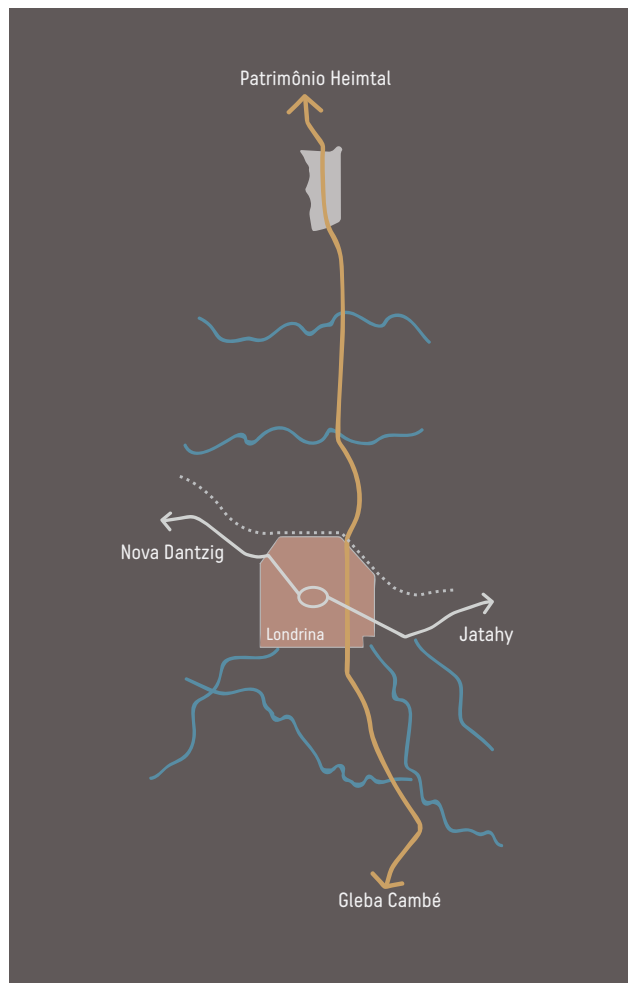 Patrimônio Heimtal
Nova Dantzig
Londrina
Jatahy
Gleba Cambé